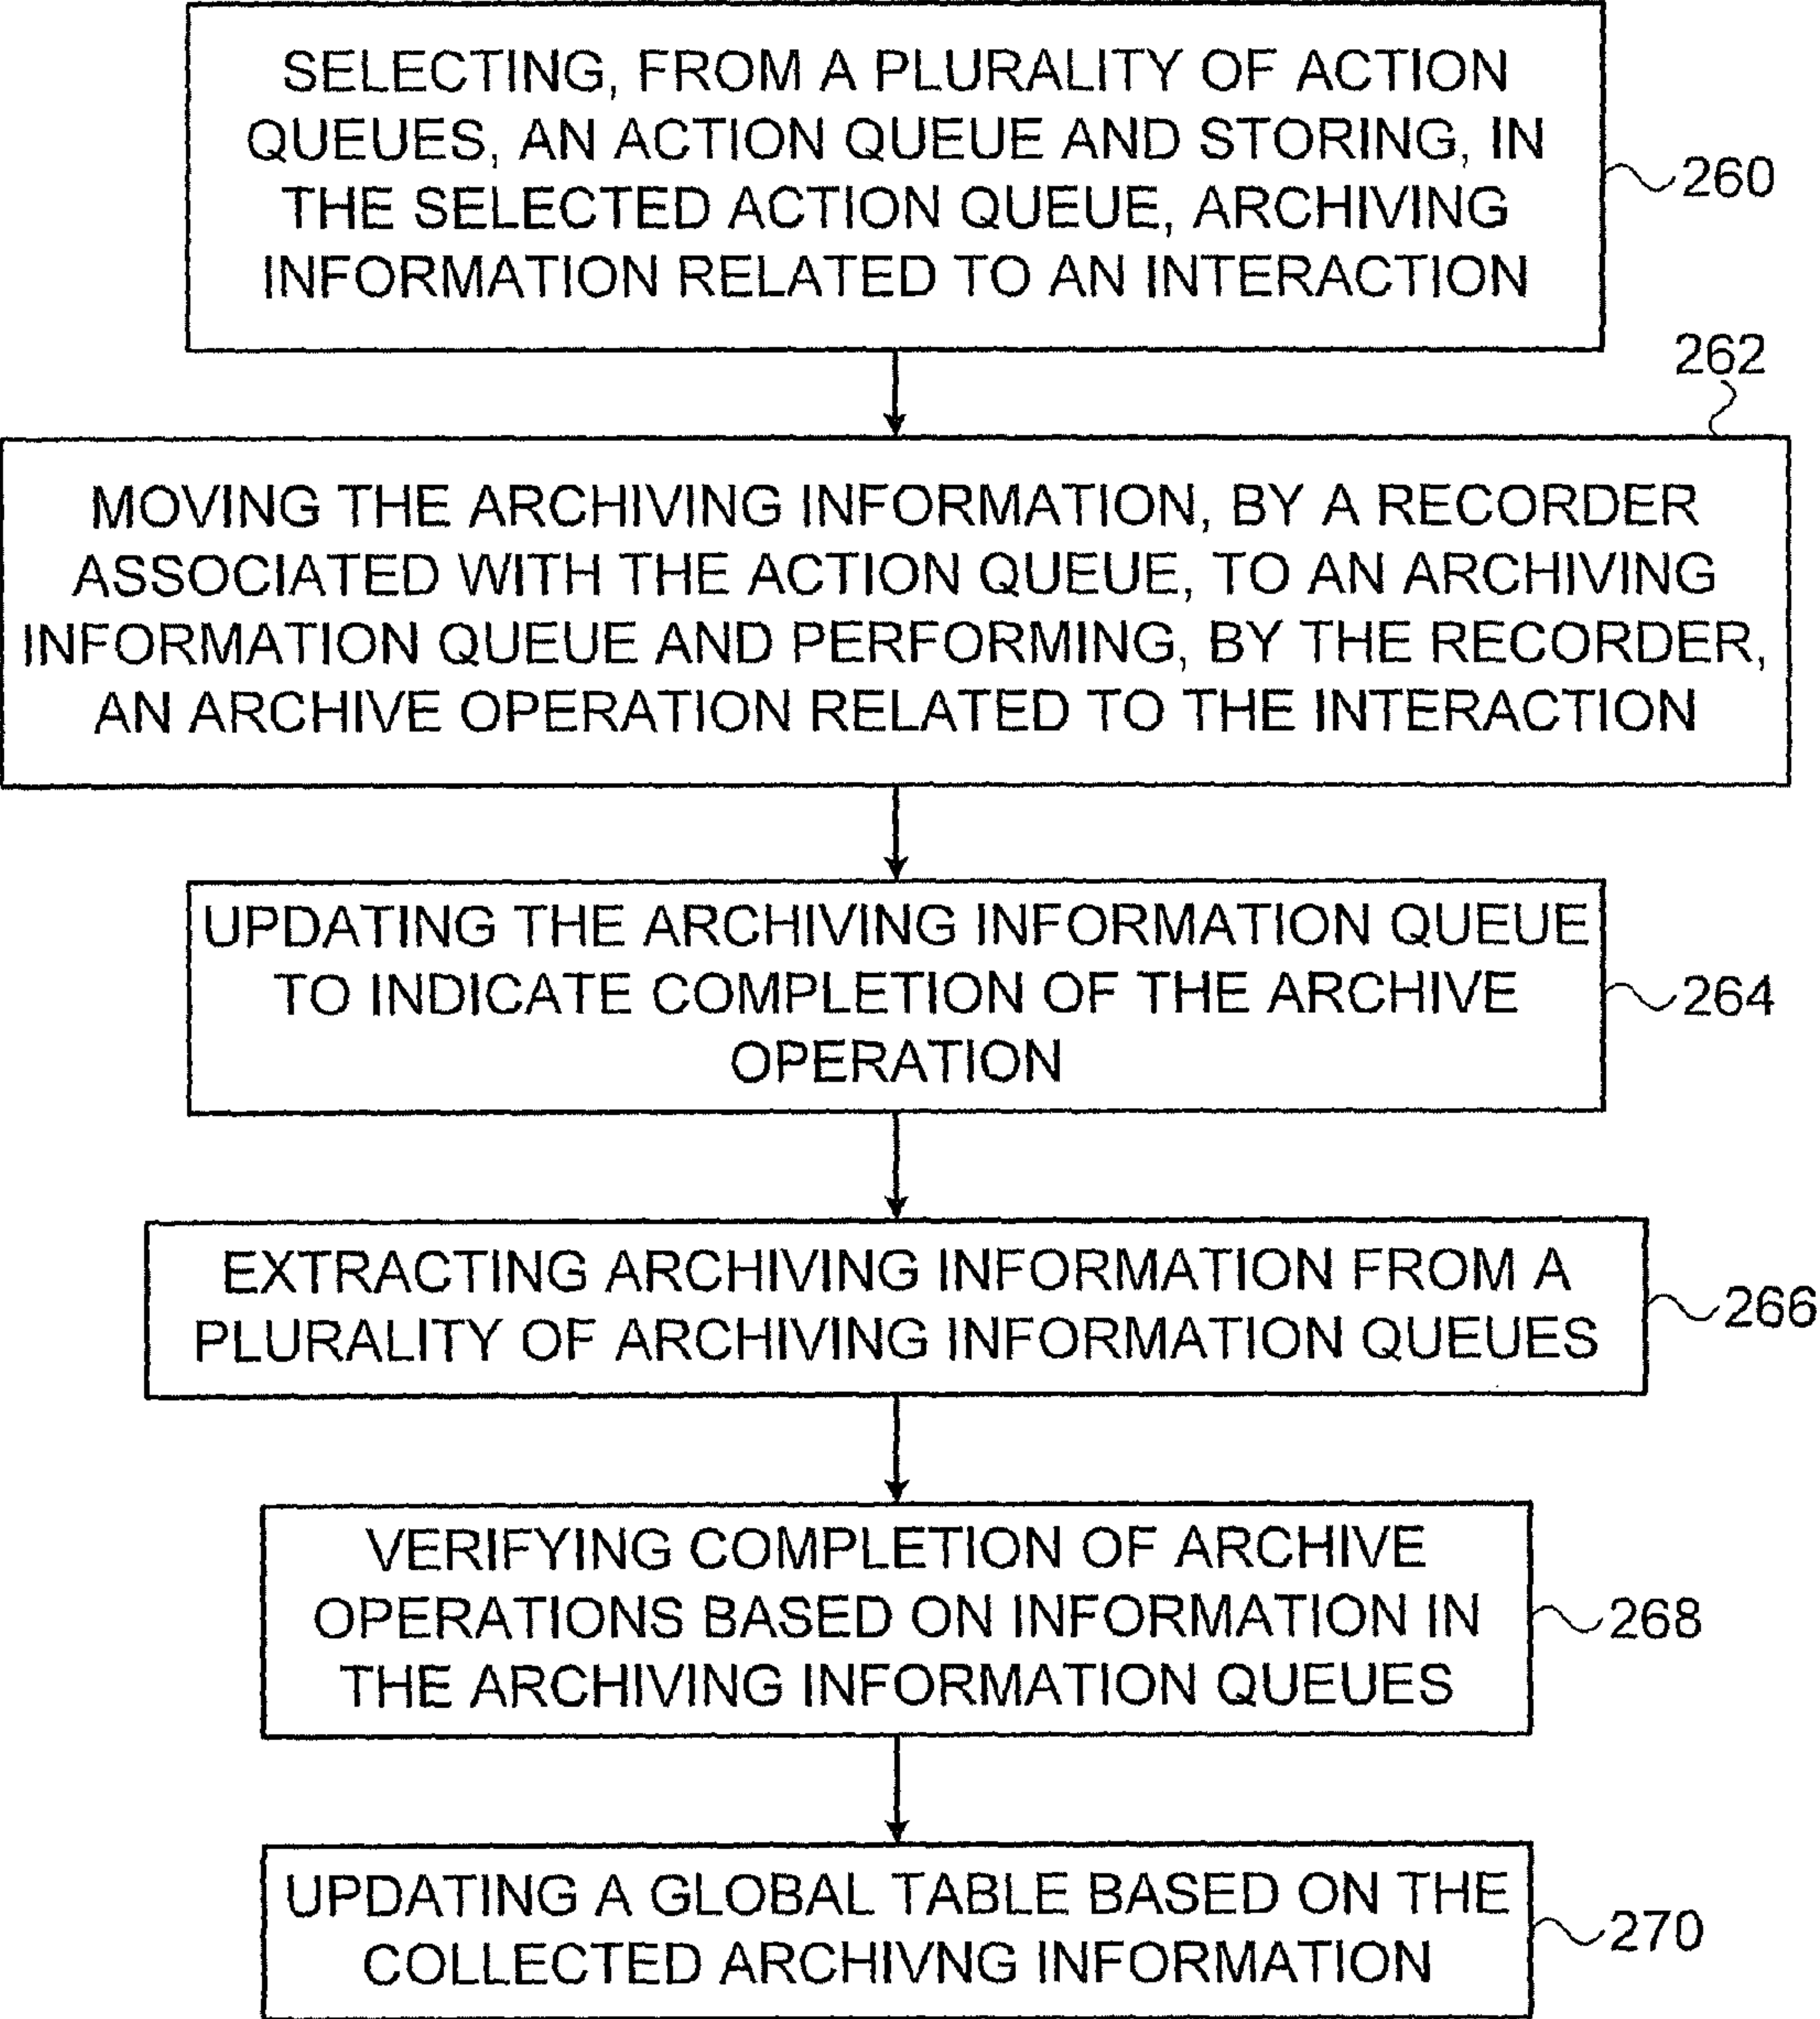 SELECTING, FROM A PLURALITY OF ACTION
QUEUES, AN ACTION QUEUE AND STORING, IN
THE SELECTED ACTION QUEUE, ARCHIVING
INFORMATION RELATED TO AN INTERACTION
260
262
MOVING THE ARCHIVING INFORMATION, BY A RECORDER
ASSOCIATED WITH THE ACTION QUEUE, TO AN ARCHIVING
INFORMATION QUEUE AND PERFORMING, BY THE RECORDER,
AN ARCHIVE OPERATION RELATED TO THE INTERACTION
UPDATING THE ARCHIVING INFORMATION QUEUE
TO INDICATE COMPLETION OF THE ARCHIVE
OPERATION
264
EXTRACTING ARCHIVING INFORMATION FROM A
PLURALITY OF ARCHIVING INFORMATION QUEUES
266
VERIFYING COMPLETION OF ARCHIVE
OPERATIONS BASED ON INFORMATION IN
THE ARCHIVING INFORMATION QUEUES
268
UPDATING A GLOBAL TABLE BASED ON THE
COLLECTED ARCHIVNG INFORMATION
270